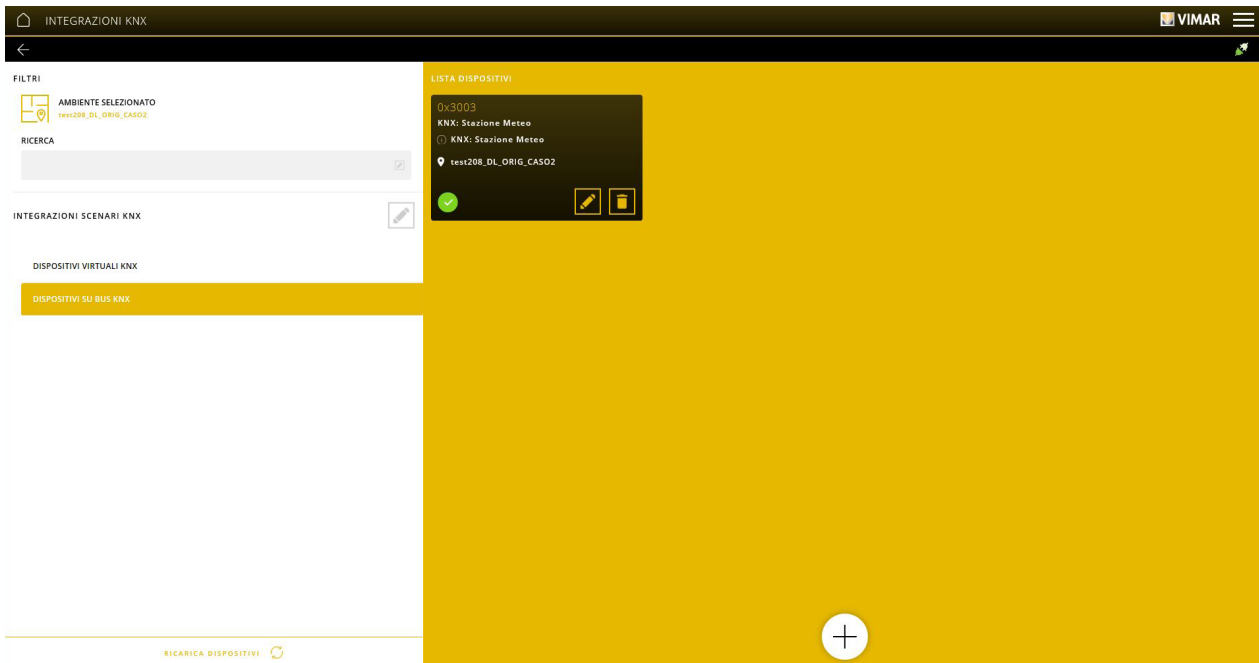 INTEGRAZIONI KNX
VIMAR
FILTRI
AMBIENTE SELEZIONATO
test208_DL_ORIG_CASO2
RICERCA
INTEGRAZIONI SCENARI KNX
DISPOSITIVI VIRTUALI KNX
DISPOSITIVI SU BUS KNX
RICARICA DISPOSITIVI
LISTA DISPOSITIVI
0x3003
KNX: Stazione Meteo
KNX: Stazione Meteo
test208_DL_ORIG_CASO2